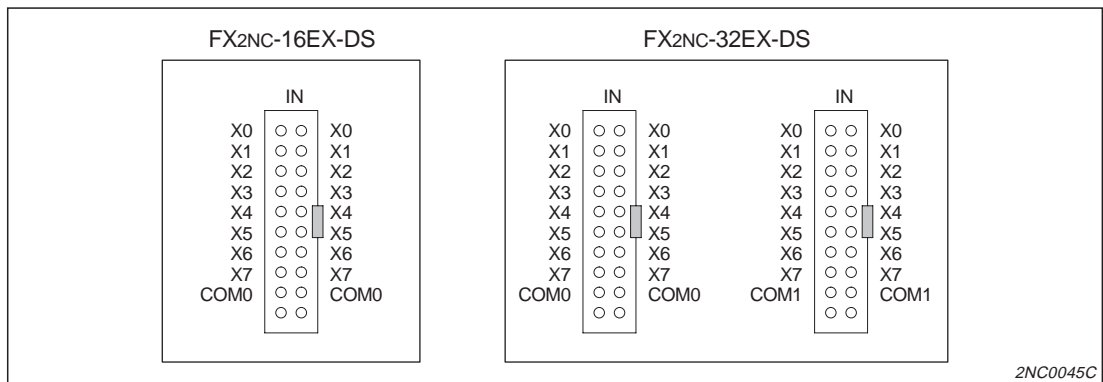 FX2NC-16EX-DS FX2NC-32EX-DS
IN IN IN
X0 X0 X0 X0 X0 X0
X1 X1 X1 X1 X1 X1
X2 X2 X2 X2 X2 X2
X3 X3 X3 X3 X3 X3
X4 X4 X4 X4 X4 X4
X5 X5 X5 X5 X5 X5
X6 X6 X6 X6 X6 X6
X7 X7 X7 X7 X7 X7
COM0 COM0 COM0 COM0 COM1 COM1
2NC0045C